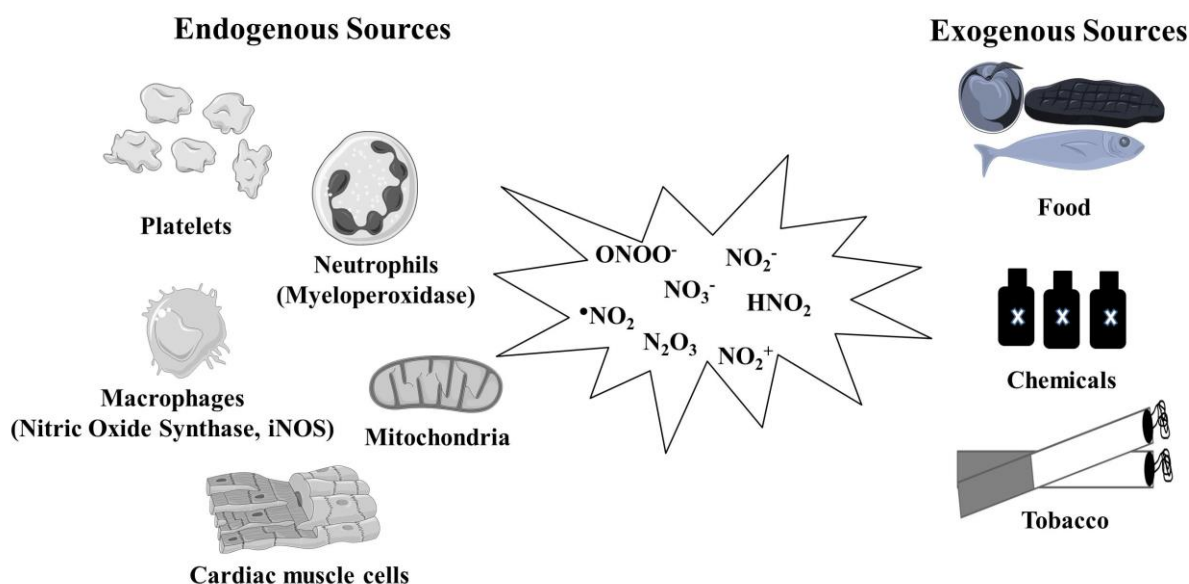 Endogenous Sources
Exogenous Sources
Platelets
Neutrophils
(Myeloperoxidase)
Macrophages
(Nitric Oxide Synthase, iNOS)
Mitochondria
Cardiac muscle cells
ONOO⁻
NO₂⁻
NO₃⁻
HNO₂
•NO₂
N₂O₃
NO₂⁺
Food
X X X
Chemicals
Tobacco